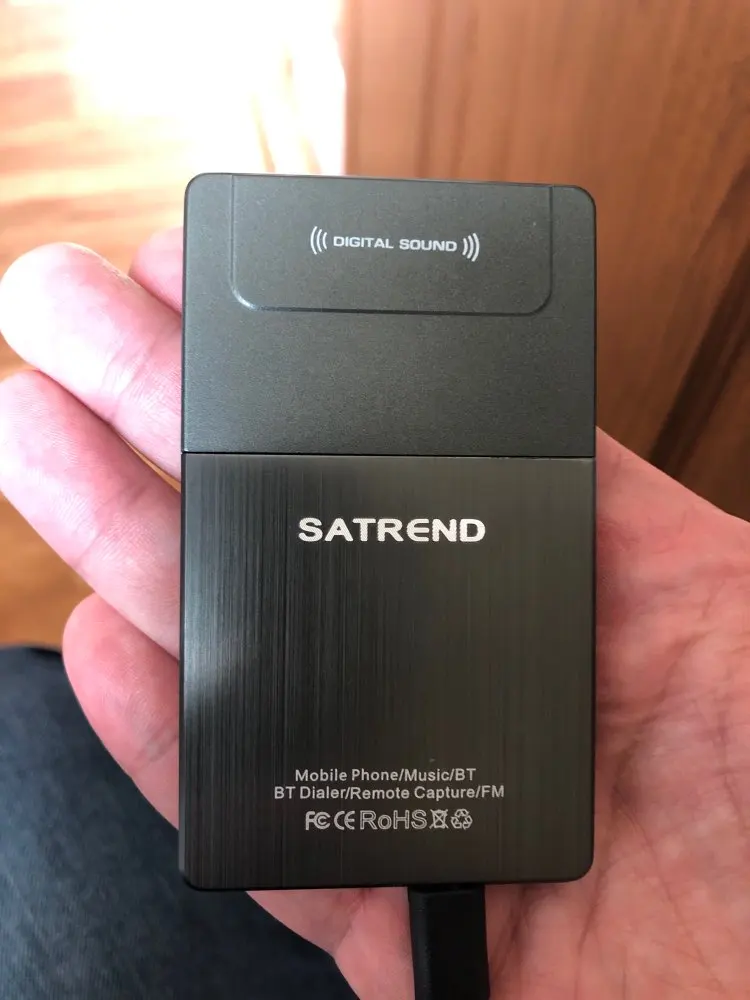 DIGITAL SOUND
SATREND
Mobile Phone/Music/BT
BT Dialer/Remote Capture/FM
FC CE RoHS